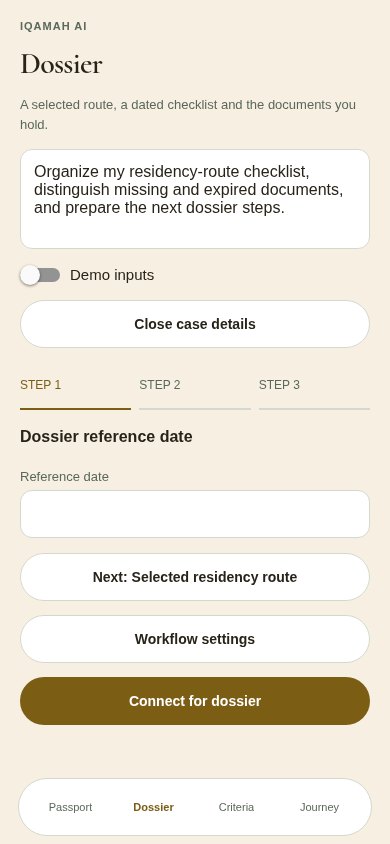 IQAMAH AI
Dossier
A selected route, a dated checklist and the documents you
hold.
Organize my residency-route checklist,
distinguish missing and expired documents,
and prepare the next dossier steps.
Demo inputs
Close case details
STEP 1
STEP 2
STEP 3
Dossier reference date
Reference date
Next: Selected residency route
Workflow settings
Connect for dossier
Passport
Dossier
Criteria
Journey